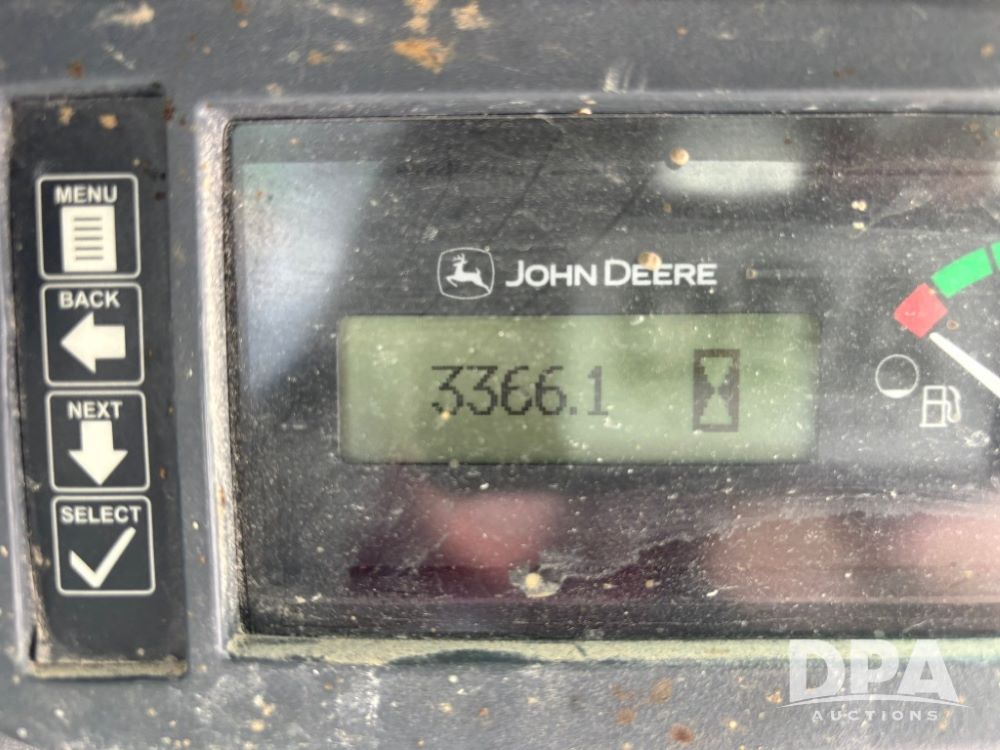 MENU
BACK
NEXT
SELECT
JOHN DEERE
3366.1
DPA
AUCTIONS